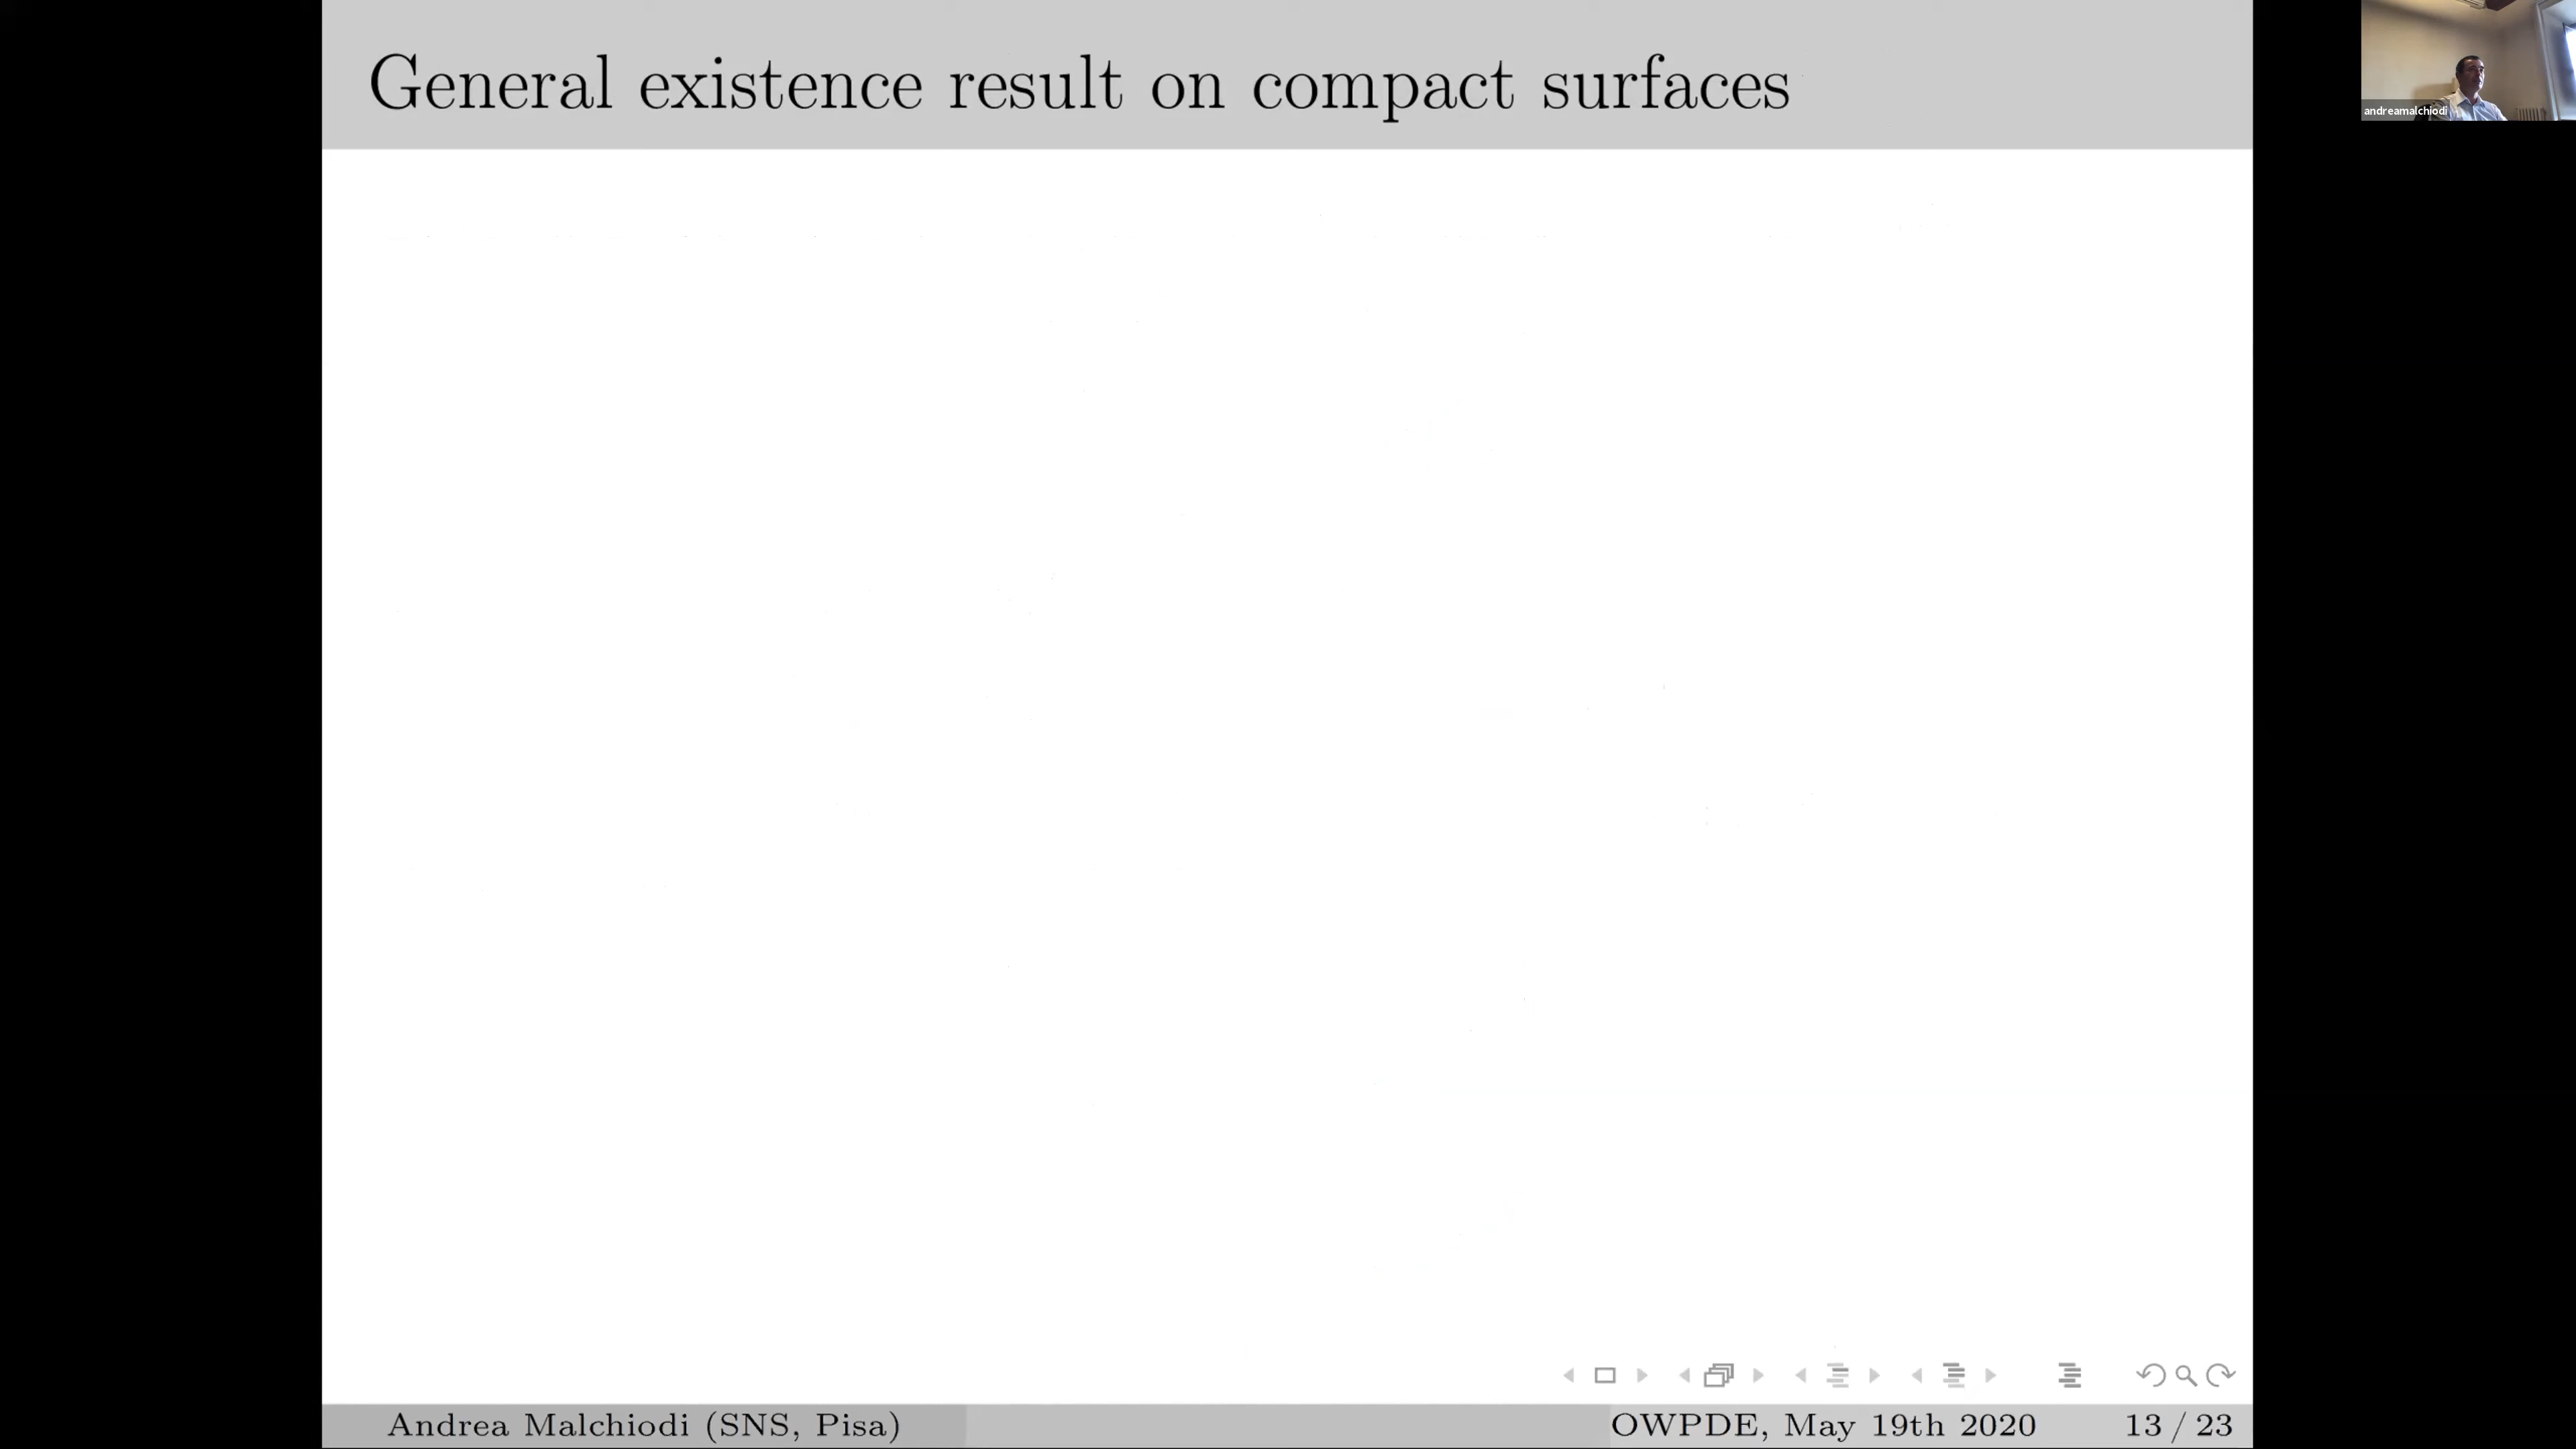 General existence result on compact surfaces
andreamalchiodi
Andrea Malchiodi (SNS, Pisa)
OWPDE, May 19th 2020
13 / 23